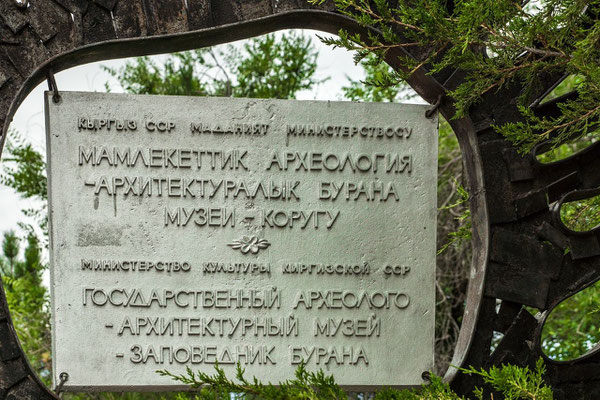 КЫРГЫЗ ССР МАДАНИЯТ МИНИСТЕРСТВОСУ
МАМЛЕКЕТТИК АРХЕОЛОГИЯ
-АРХИТЕКТУРАЛЫК БУРАНА
МУЗЕЙ - КОРУГУ
МИНИСТЕРСТВО КУЛЬТУРЫ КИРГИЗСКОЙ ССР
ГОСУДАРСТВЕННЫЙ АРХЕОЛОГО
- АРХИТЕКТУРНЫЙ МУЗЕЙ
- ЗАПОВЕДНИК БУРАНА